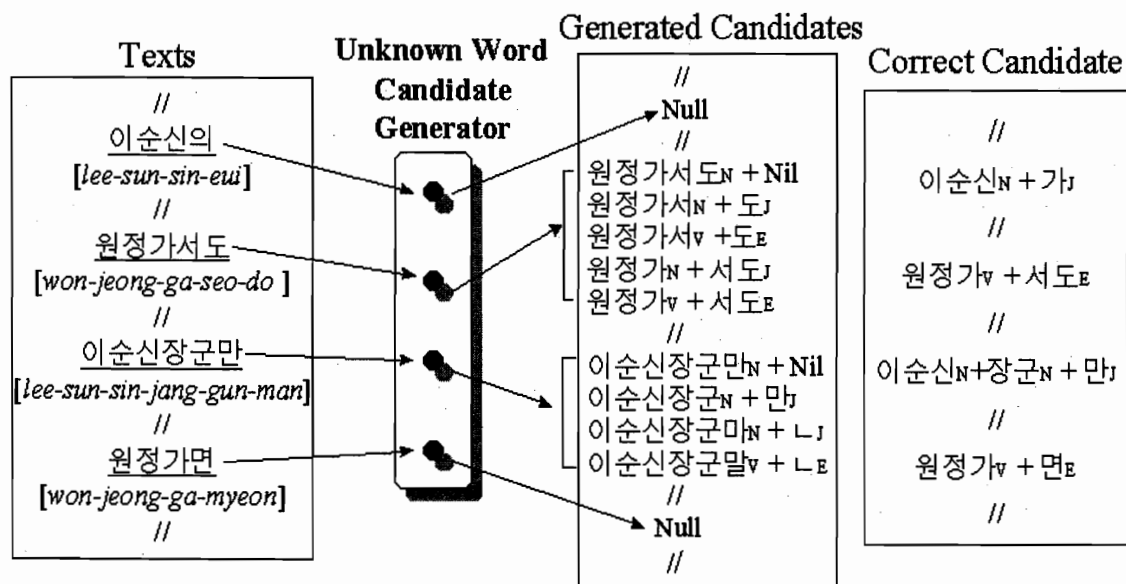 Texts
//
이순신의
[lee-sun-sin-eui]
//
원정가서도
[won-jeong-ga-seo-do ]
//
이순신장군만
[lee-sun-sin-jang-gun-man]
//
원정가면
[won-jeong-ga-myeon]
//
Unknown Word
Candidate
Generator
Generated Candidates
//
Null
//
원정가서도N + Nil
원정가서N + 도J
원정가서V +도E
원정가N + 서도J
원정가V + 서도E
//
이순신장군만N + Nil
이순신장군N + 만J
이순신장군마N + ㄴJ
이순신장군말V + ㄴE
//
Null
//
Correct Candidate
//
이순신N + 가J
//
원정가V + 서도E
//
이순신N+장군N + 만J
//
원정가V + 면E
//